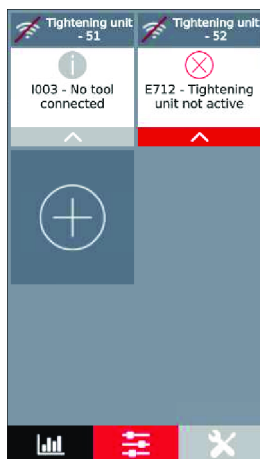 Tightening unit
- 51
Tightening unit
- 52
I003 - No tool
connected
E712 - Tightening
unit not active